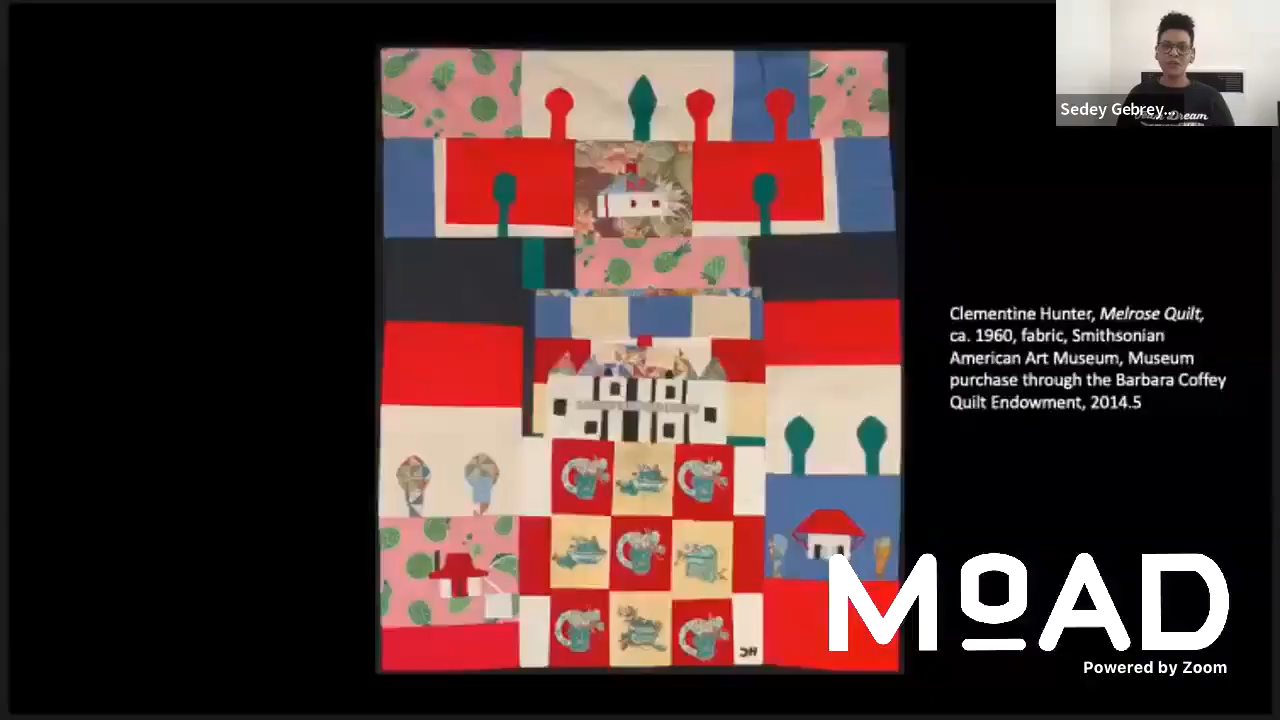 Sedey Gebrey...
Clementine Hunter, Melrose Quilt,
ca. 1960, fabric, Smithsonian
American Art Museum, Museum
purchase through the Barbara Coffey
Quilt Endowment, 2014.5
MOAD
Powered by Zoom